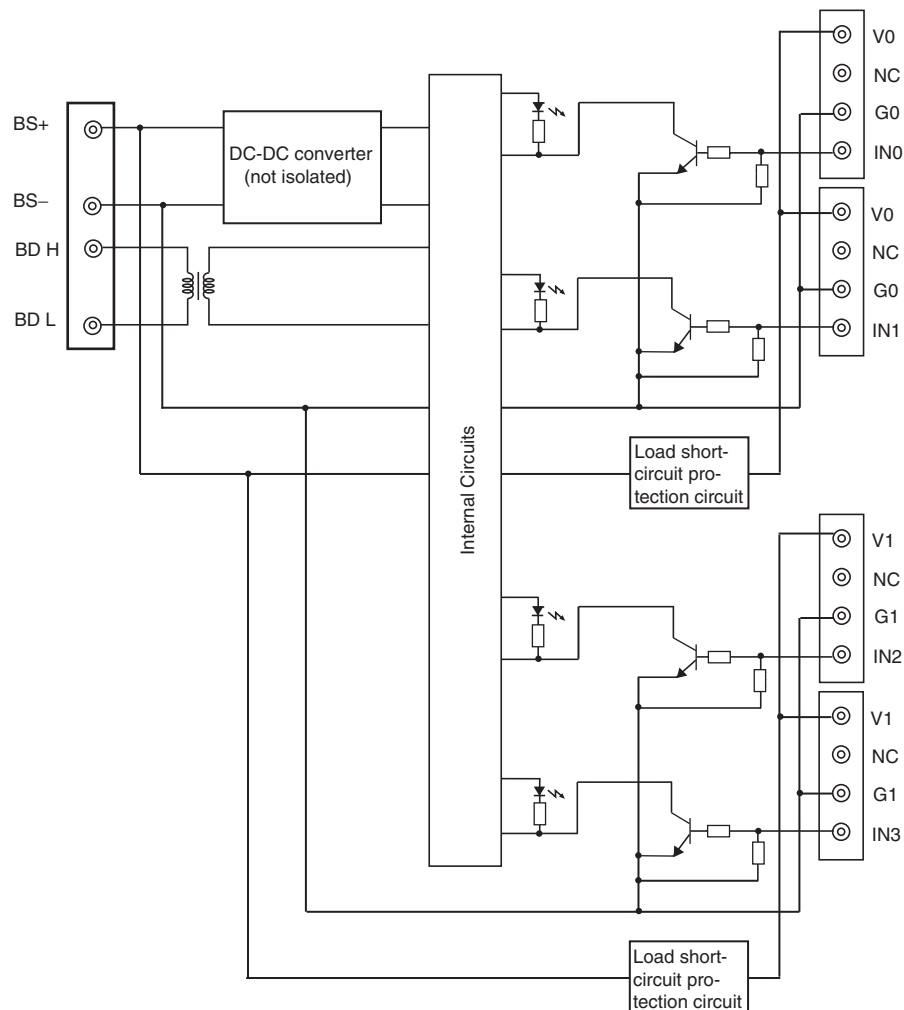 BS+
BS−
BD H
BD L
DC-DC converter
(not isolated)
Internal Circuits
V0
NC
G0
IN0
V0
NC
G0
IN1
Load short-
circuit pro-
tection circuit
V1
NC
G1
IN2
V1
NC
G1
IN3
Load short-
circuit pro-
tection circuit